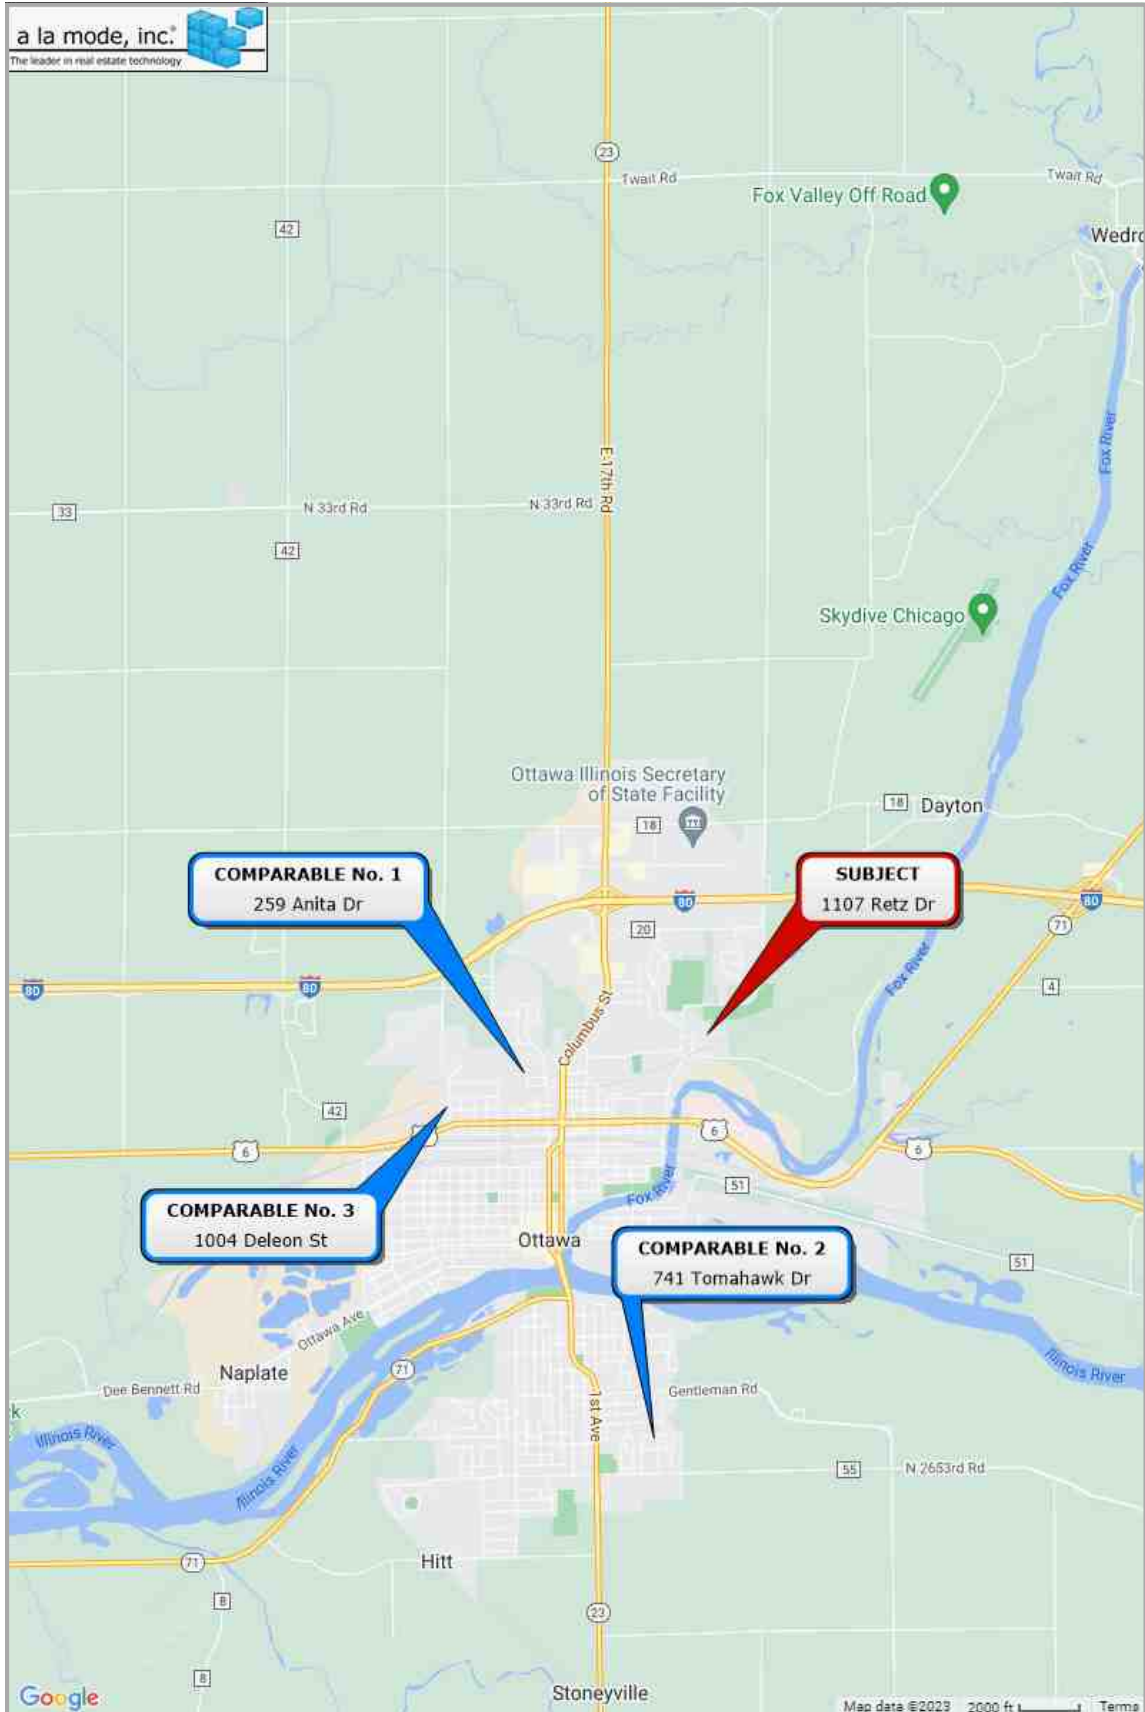 a la mode, inc.®
The leader in real estate technology
23
Twait Rd
Twait Rd
Fox Valley Off Road
42
Wedro
Fox River
E 17th Rd
33
N 33rd Rd
N 33rd Rd
42
Fox River
Skydive Chicago
Ottawa Illinois Secretary
of State Facility
18
18
Dayton
COMPARABLE No. 1
259 Anita Dr
SUBJECT
1107 Retz Dr
80
80
71
20
Fox River
80
80
4
Columbus St
42
6
6
6
51
Fox River
COMPARABLE No. 3
1004 Deleon St
Ottawa
COMPARABLE No. 2
741 Tomahawk Dr
51
Ottawa Ave
Illinois River
Naplate
71
Dee Bennett Rd
Gentleman Rd
1st Ave
k
Illinois River
Illinois River
55
N 2653rd Rd
71
Hitt
8
23
8
Stoneyville
Google
Map data ©2023
2000 ft
Terms